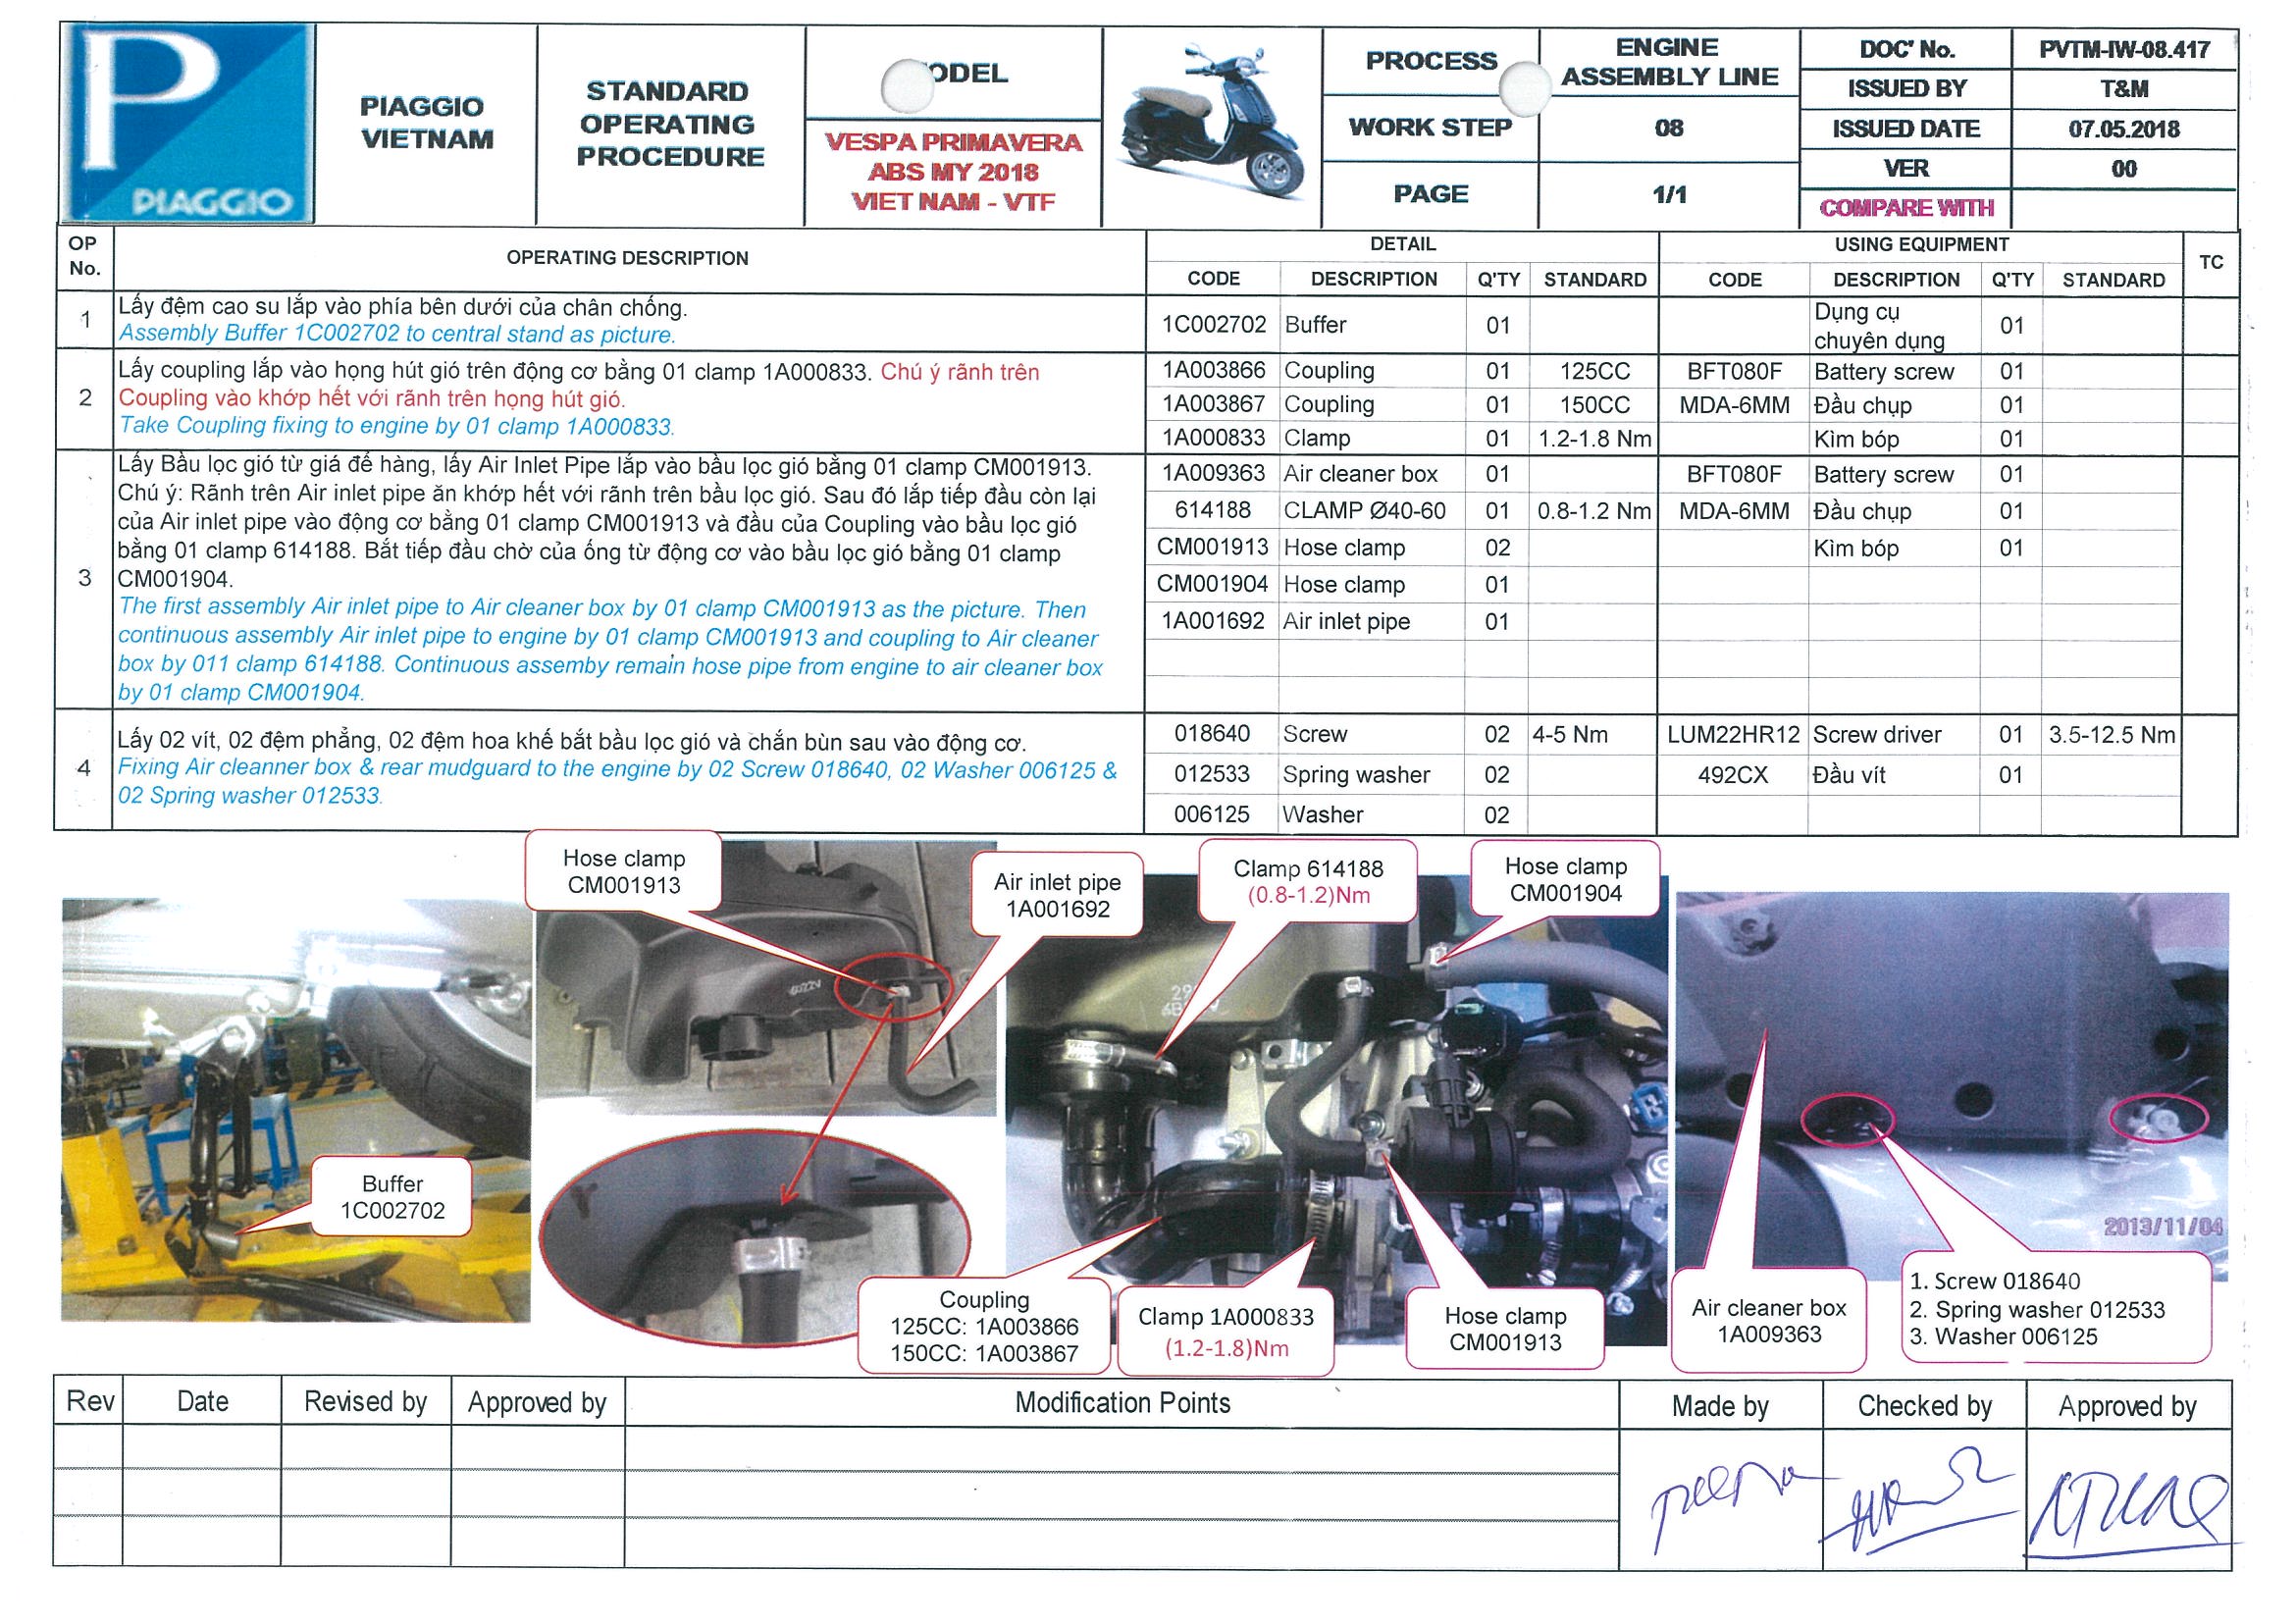 P
PIAGGIO
PIAGGIO
VIETNAM
STANDARD
OPERATING
PROCEDURE
ODEL
VESPA PRIMAVERA
ABS MY 2018
VIET NAM - VTF
PROCESS
ENGINE
ASSEMBLY LINE
WORK STEP
08
PAGE
1/1
DOC' No.
PVTM-IW-08.417
ISSUED BY
T&M
ISSUED DATE
07.05.2018
VER
00
COMPARE WITH
OP
No.
OPERATING DESCRIPTION
DETAIL
USING EQUIPMENT
TC
CODE
DESCRIPTION
Q'TY
STANDARD
CODE
DESCRIPTION
Q'TY
STANDARD
1
Lấy đệm cao su lắp vào phía bên dưới của chân chống.
Assembly Buffer 1C002702 to central stand as picture.
1C002702 Buffer 01
Dụng cụ
chuyên dụng
01
2
Lấy coupling lắp vào họng hút gió trên động cơ bằng 01 clamp 1A000833. Chú ý rãnh trên
Coupling vào khớp hết với rãnh trên họng hút gió.
Take Coupling fixing to engine by 01 clamp 1A000833.
1A003866 Coupling 01 125CC BFT080F Battery screw 01
1A003867 Coupling 01 150CC MDA-6MM Đầu chụp 01
1A000833 Clamp 01 1.2-1.8 Nm Kìm bóp 01
3
Lấy Bầu lọc gió từ giá để hàng, lấy Air Inlet Pipe lắp vào bầu lọc gió bằng 01 clamp CM001913.
Chú ý: Rãnh trên Air inlet pipe ăn khớp hết với rãnh trên bầu lọc gió. Sau đó lắp tiếp đầu còn lại
của Air inlet pipe vào động cơ bằng 01 clamp CM001913 và đầu của Coupling vào bầu lọc gió
bằng 01 clamp 614188. Bắt tiếp đầu chờ của ống từ động cơ vào bầu lọc gió bằng 01 clamp
CM001904.
The first assembly Air inlet pipe to Air cleaner box by 01 clamp CM001913 as the picture. Then
continuous assembly Air inlet pipe to engine by 01 clamp CM001913 and coupling to Air cleaner
box by 011 clamp 614188. Continuous assemby remain hose pipe from engine to air cleaner box
by 01 clamp CM001904.
1A009363 Air cleaner box 01 BFT080F Battery screw 01
614188 CLAMP Ø40-60 01 0.8-1.2 Nm MDA-6MM Đầu chụp 01
CM001913 Hose clamp 02 Kìm bóp 01
CM001904 Hose clamp 01
1A001692 Air inlet pipe 01
4
Lấy 02 vít, 02 đệm phẳng, 02 đệm hoa khế bắt bầu lọc gió và chắn bùn sau vào động cơ.
Fixing Air cleanner box & rear mudguard to the engine by 02 Screw 018640, 02 Washer 006125 &
02 Spring washer 012533.
018640 Screw 02 4-5 Nm LUM22HR12 Screw driver 01 3.5-12.5 Nm
012533 Spring washer 02 492CX Đầu vít 01
006125 Washer 02
Hose clamp
CM001913
Air inlet pipe
1A001692
Clamp 614188
(0.8-1.2)Nm
Hose clamp
CM001904
Buffer
1C002702
Coupling
125CC: 1A003866
150CC: 1A003867
Clamp 1A000833
(1.2-1.8)Nm
Hose clamp
CM001913
Air cleaner box
1A009363
2013/11/04
1. Screw 018640
2. Spring washer 012533
3. Washer 006125
Rev
Date
Revised by
Approved by
Modification Points
Made by
Checked by
Approved by